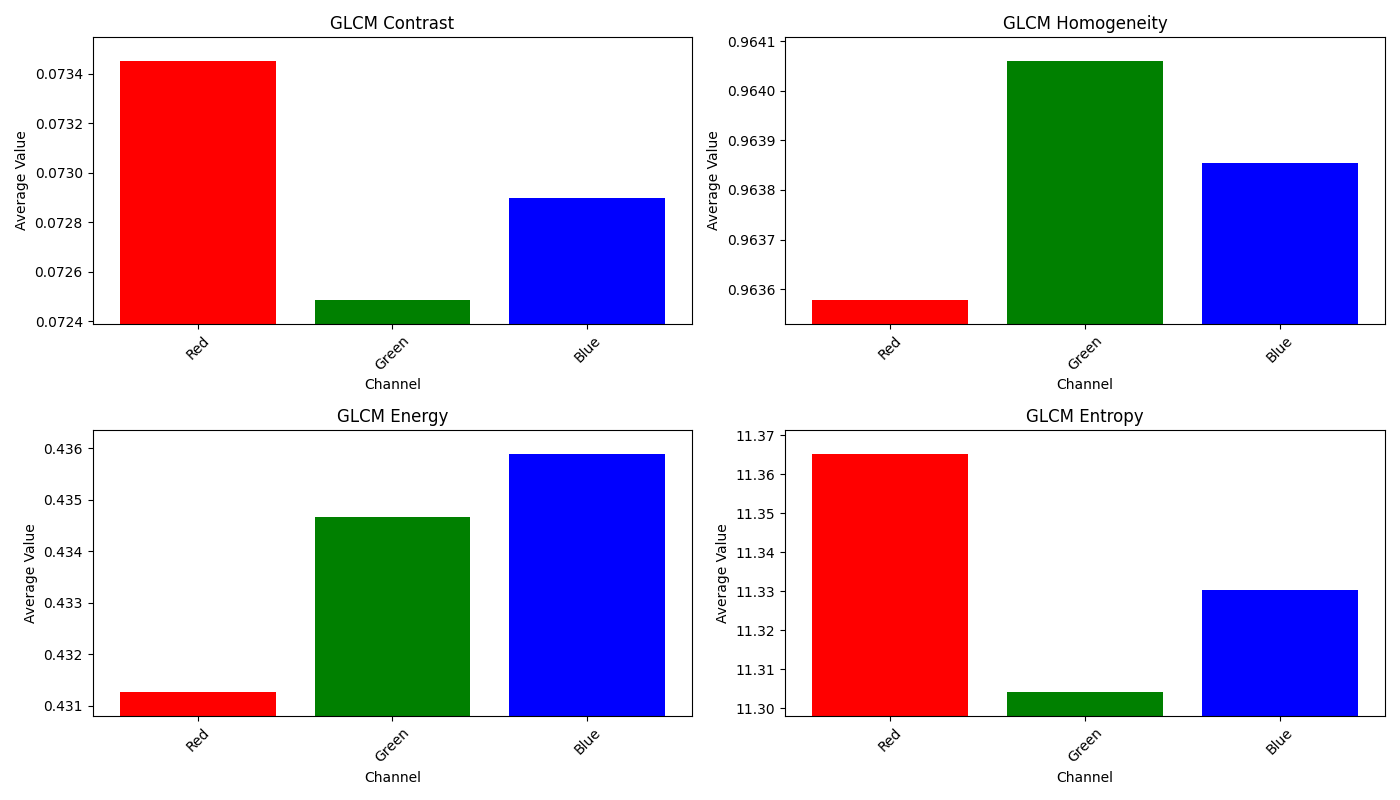 GLCM Contrast
Average Value
0.0734
0.0732
0.0730
0.0728
0.0726
0.0724
Red
Green
Blue
Channel
GLCM Homogeneity
Average Value
0.9641
0.9640
0.9639
0.9638
0.9637
0.9636
Red
Green
Blue
Channel
GLCM Energy
Average Value
0.436
0.435
0.434
0.433
0.432
0.431
Red
Green
Blue
Channel
GLCM Entropy
Average Value
11.37
11.36
11.35
11.34
11.33
11.32
11.31
11.30
Red
Green
Blue
Channel